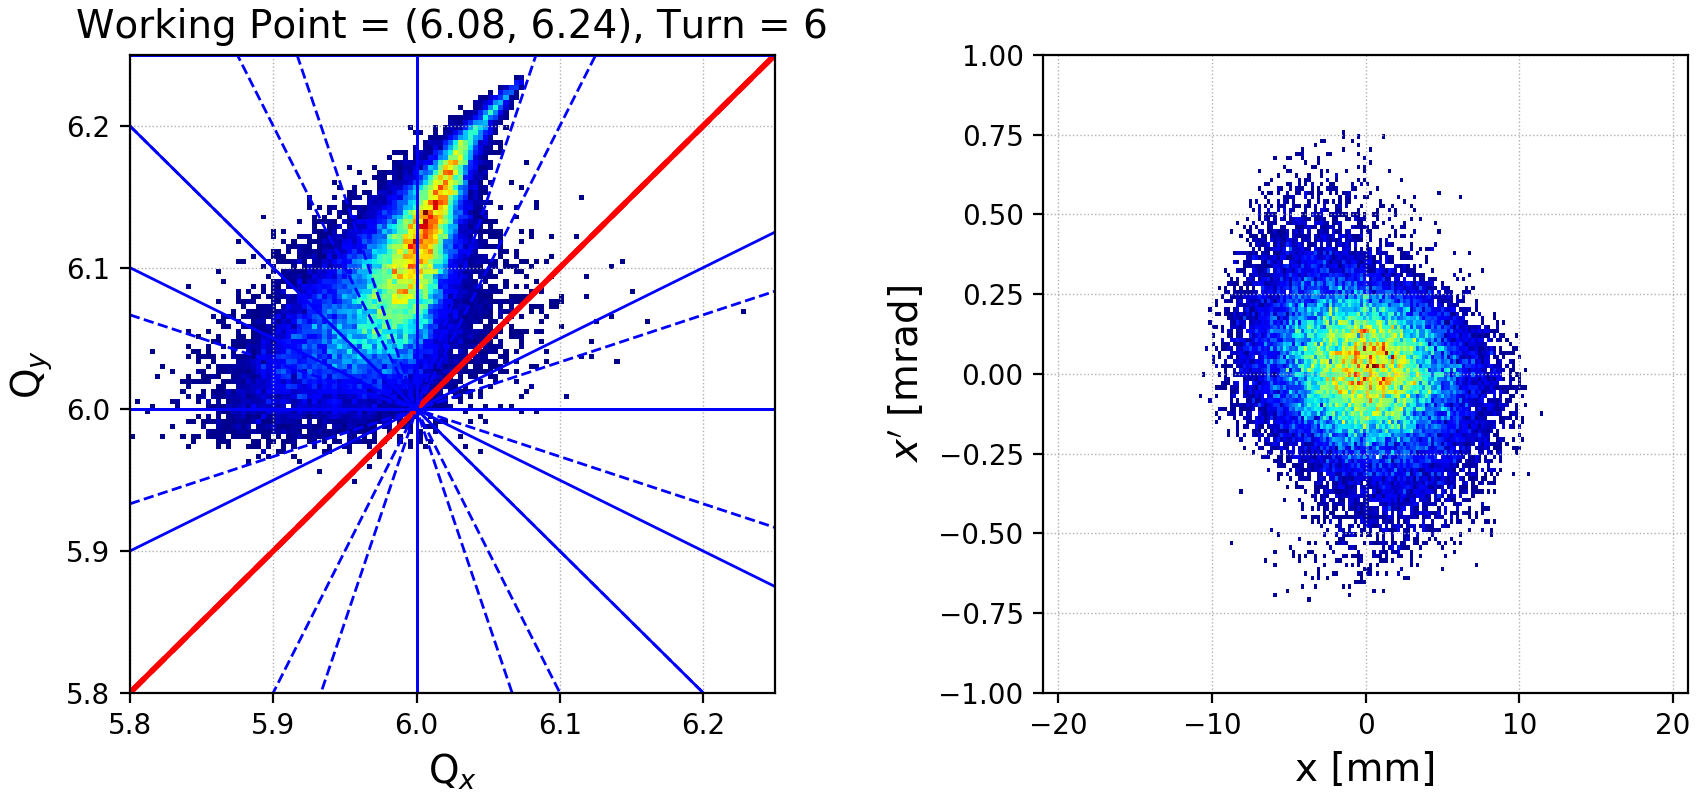 Working Point = (6.08, 6.24), Turn = 6
6.2
6.1
6.0
5.9
5.8
Q_y
5.8 5.9 6.0 6.1 6.2
Q_x
1.00
0.75
0.50
0.25
0.00
−0.25
−0.50
−0.75
−1.00
x′ [mrad]
−20 −10 0 10 20
x [mm]